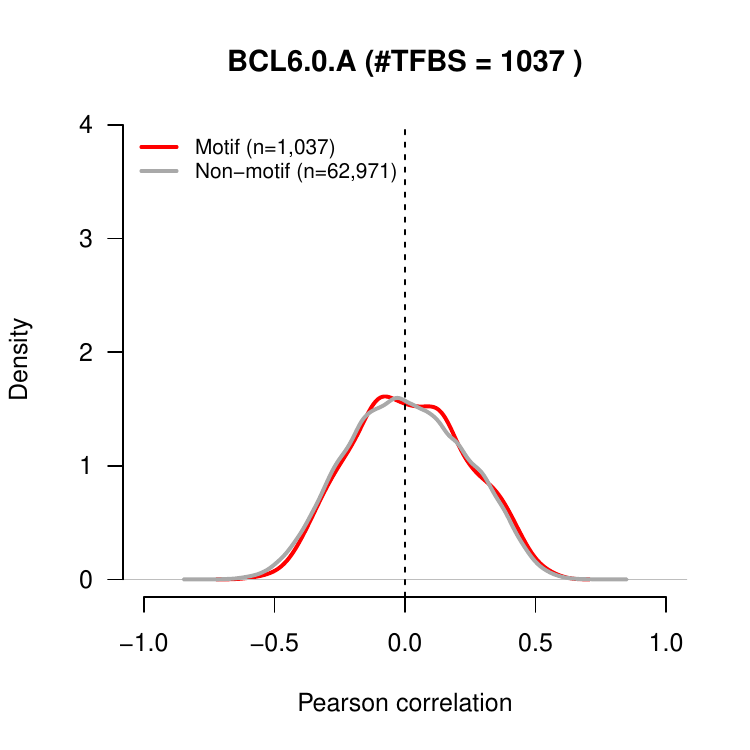 BCL6.0.A (#TFBS = 1037 )
4
3
2
1
0
Density
Motif (n=1,037)
Non−motif (n=62,971)
−1.0 −0.5 0.0 0.5 1.0
Pearson correlation